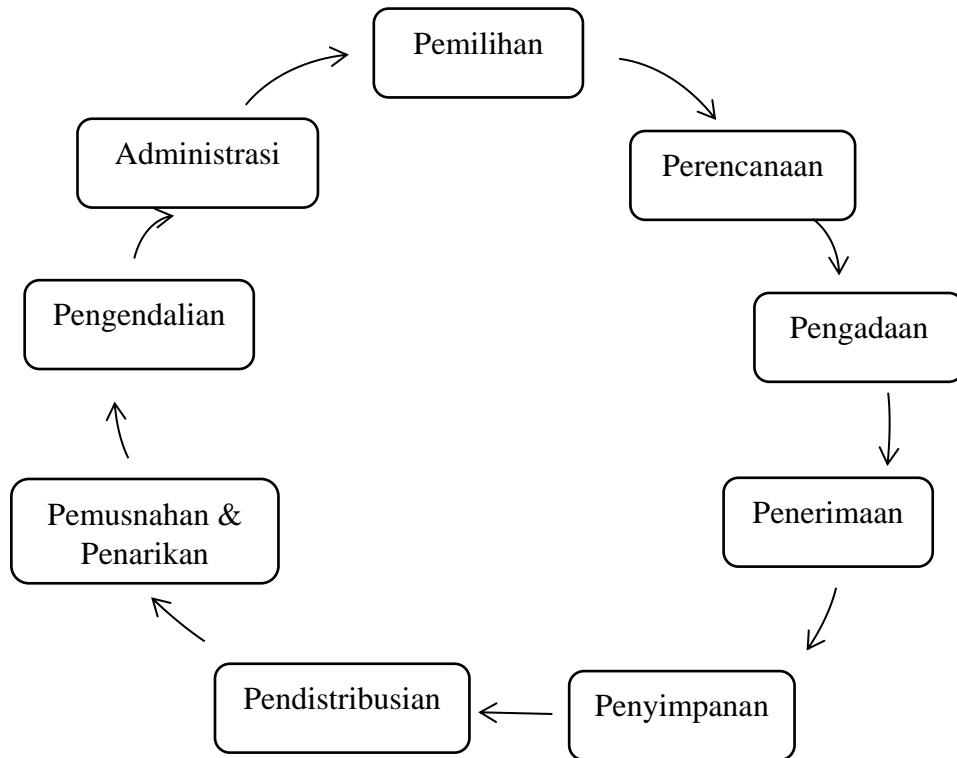 Pemilihan
Perencanaan
Pengadaan
Penerimaan
Penyimpanan
Pendistribusian
Pemusnahan &
Penarikan
Pengendalian
Administrasi